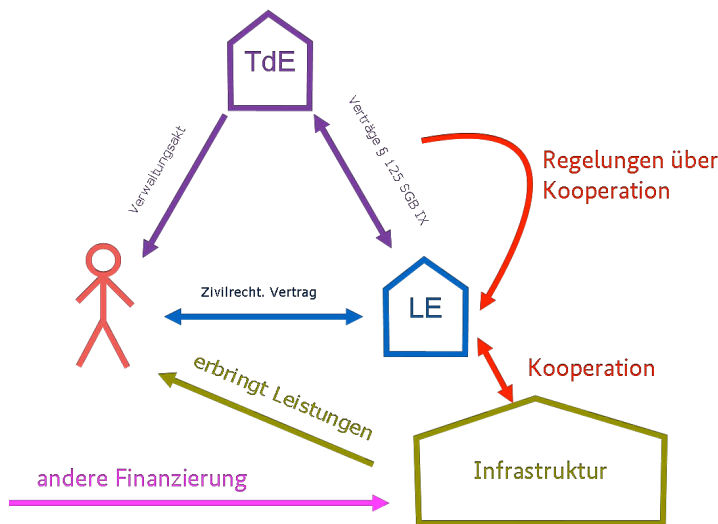 TdE
Verwaltungsakt
Verträge § 125 SGB IX
Regelungen über
Kooperation
Zivilrecht. Vertrag
LE
Kooperation
erbringt Leistungen
Infrastruktur
andere Finanzierung